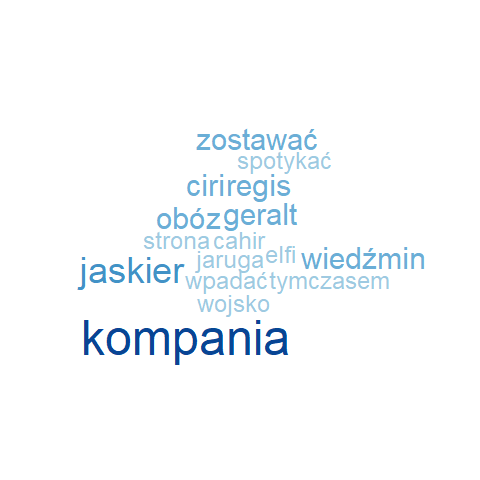 zostawać
spotykać
ciri regis
obóz geralt
strona cahir
jaskier jaruga elfi wiedźmin
wpadać tymczasem
wojsko
kompania